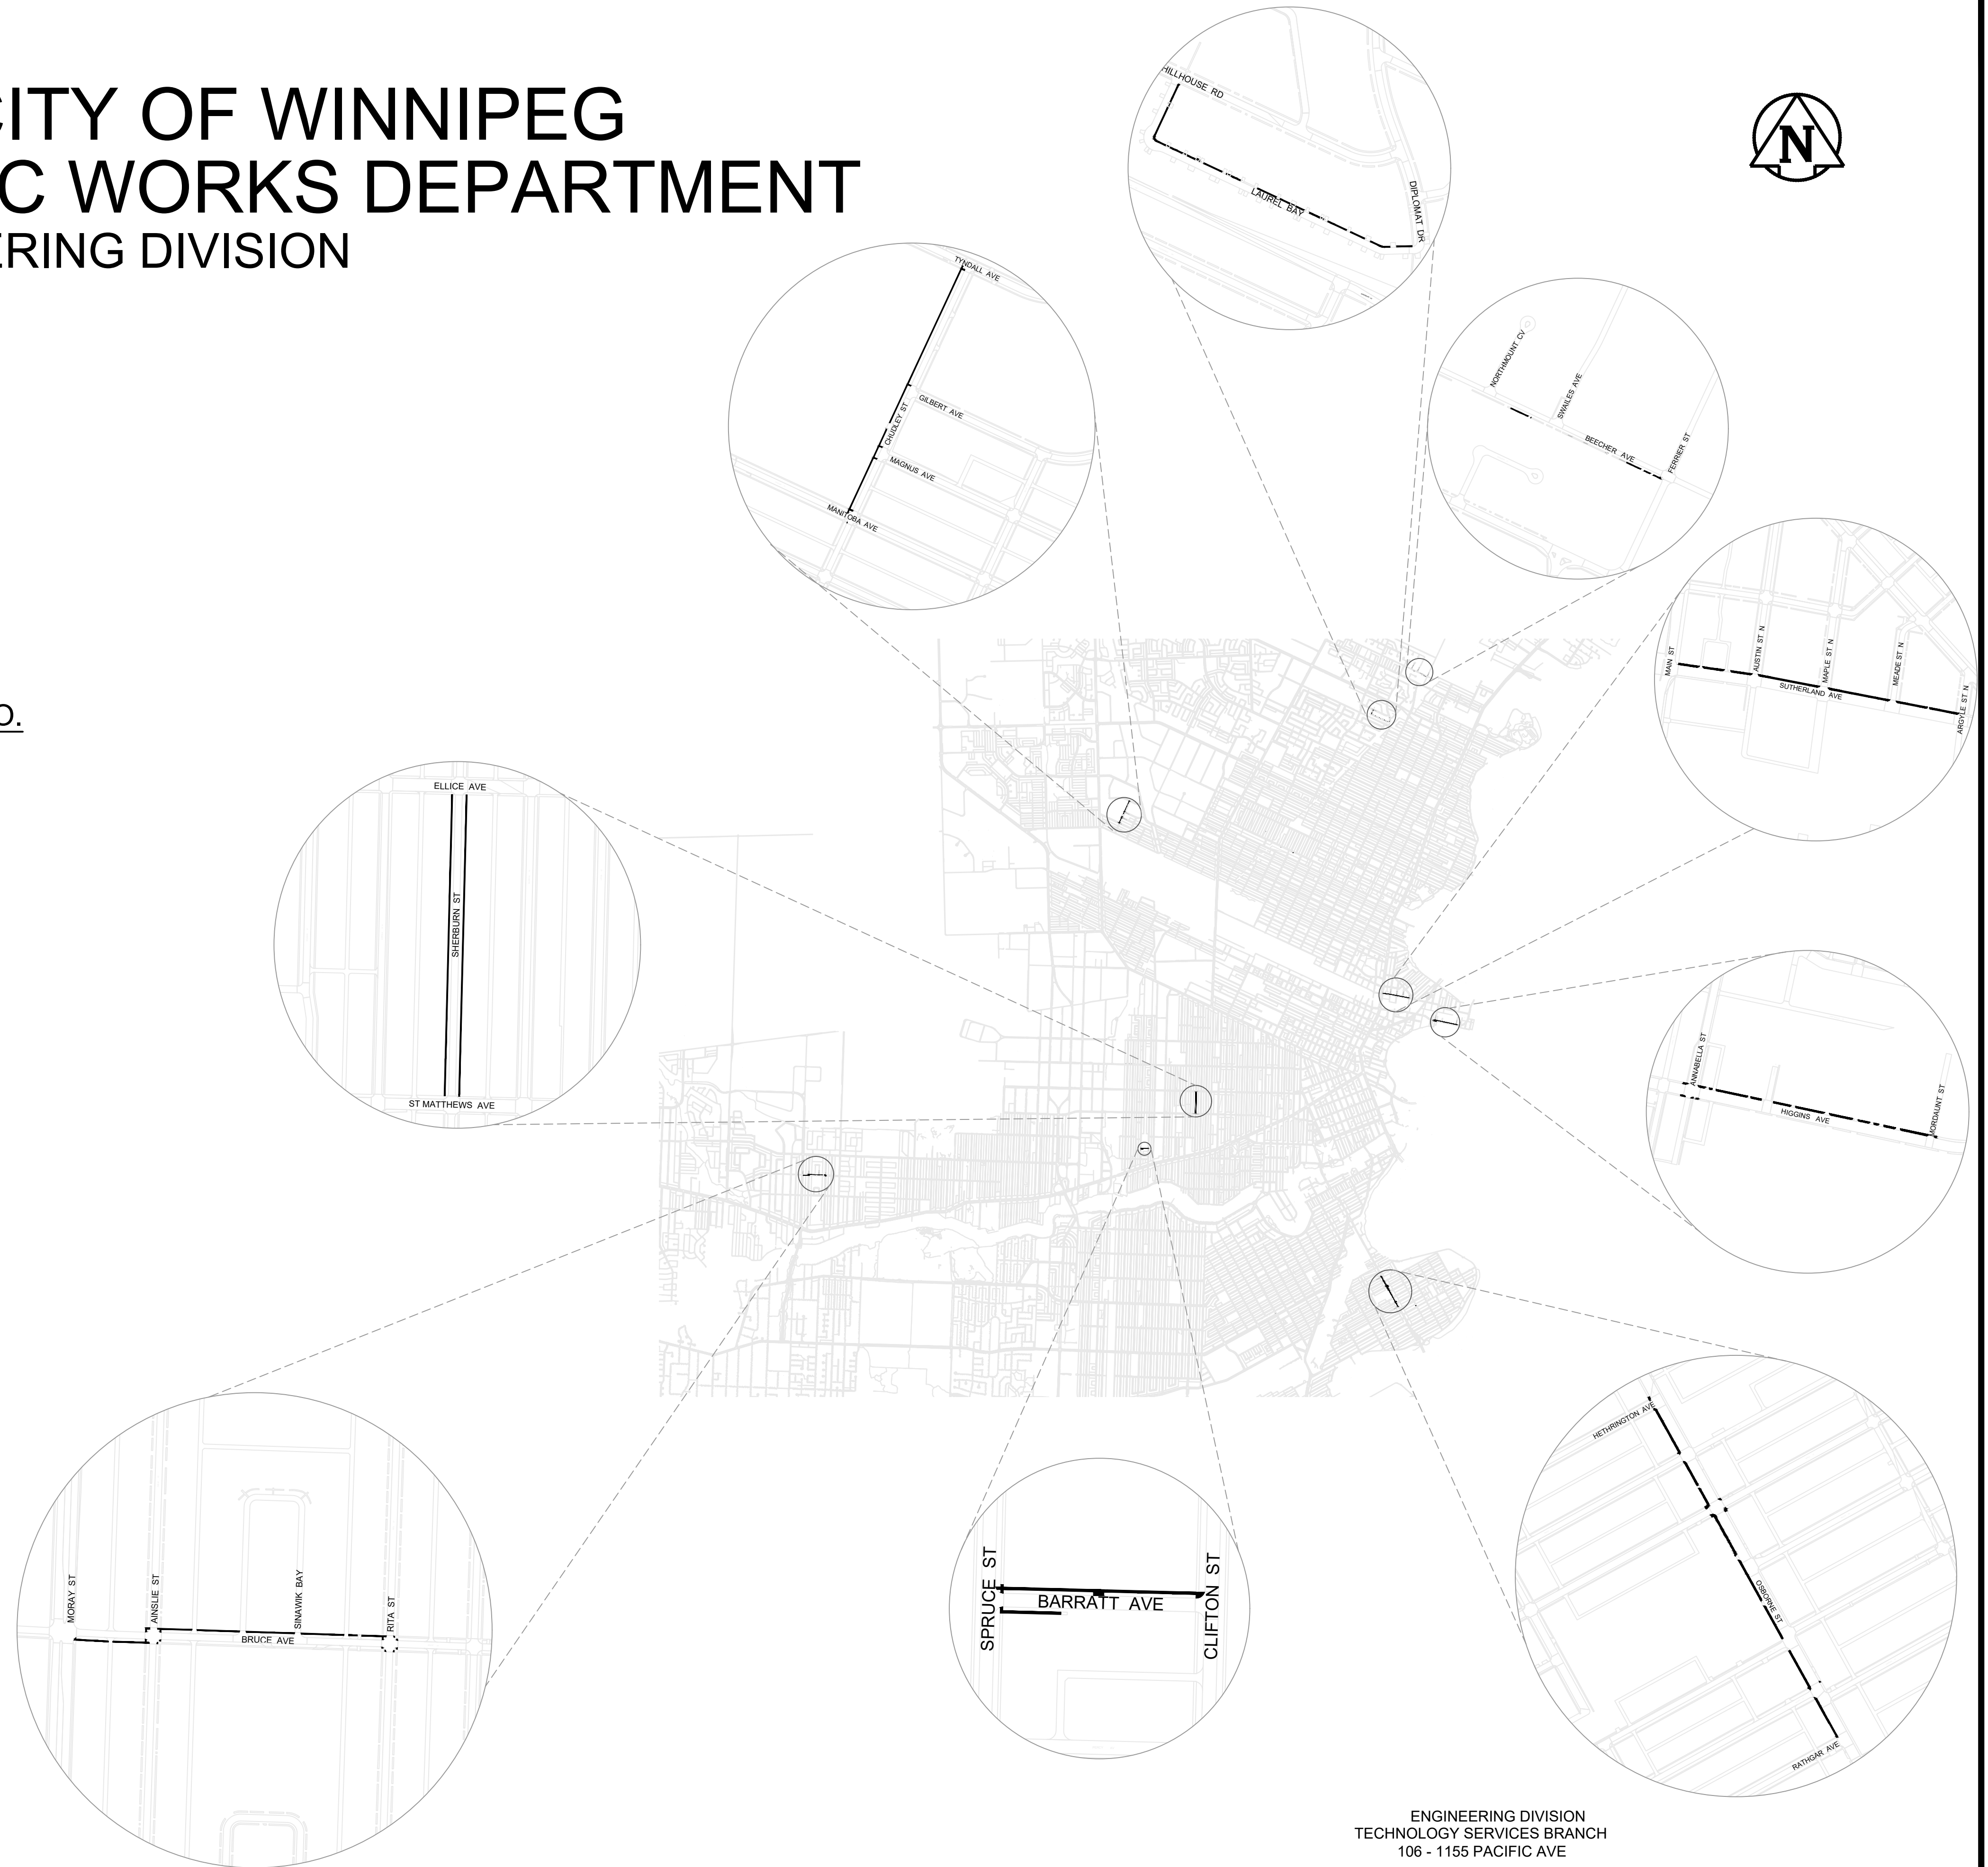 CITY OF WINNIPEG
C WORKS DEPARTMENT
ERING DIVISION
N
HILLHOUSE RD
LAUREL BAY
DIPLOMAT DR
TYNDALL AVE
GILBERT AVE
CHUDLEY ST
MAGNUS AVE
MANITOBA AVE
NORTHMOUNT CV
SWAILES AVE
BEECHER AVE
FERRIER ST
MAIN ST
AUSTIN ST N
MAPLE ST N
MEADE ST N
SUTHERLAND AVE
ARGYLE ST N
O.
ELLICE AVE
SHERBURN ST
ST MATTHEWS AVE
ANNABELLA ST
HIGGINS AVE
MORDAUNT ST
MORAY ST
AINSLIE ST
SINAWIK BAY
RITA ST
BRUCE AVE
SPRUCE ST
BARRATT AVE
CLIFTON ST
HETHRINGTON AVE
OSBORNE ST
RATHGAR AVE
ENGINEERING DIVISION
TECHNOLOGY SERVICES BRANCH
106 - 1155 PACIFIC AVE